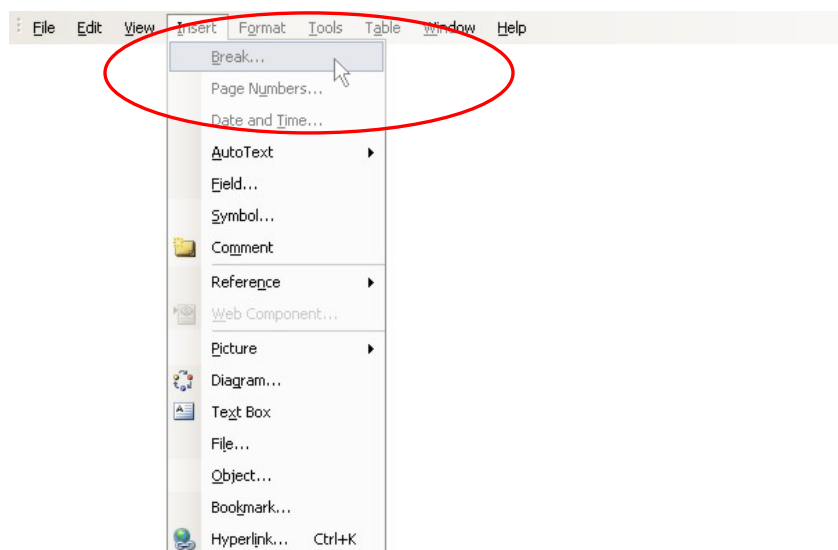 File Edit View Insert Format Tools Table Window Help
Break...
Page Numbers...
Date and Time...
AutoText
Field...
Symbol...
Comment
Reference
Web Component...
Picture
Diagram...
Text Box
File...
Object...
Bookmark...
Hyperlink... Ctrl+K